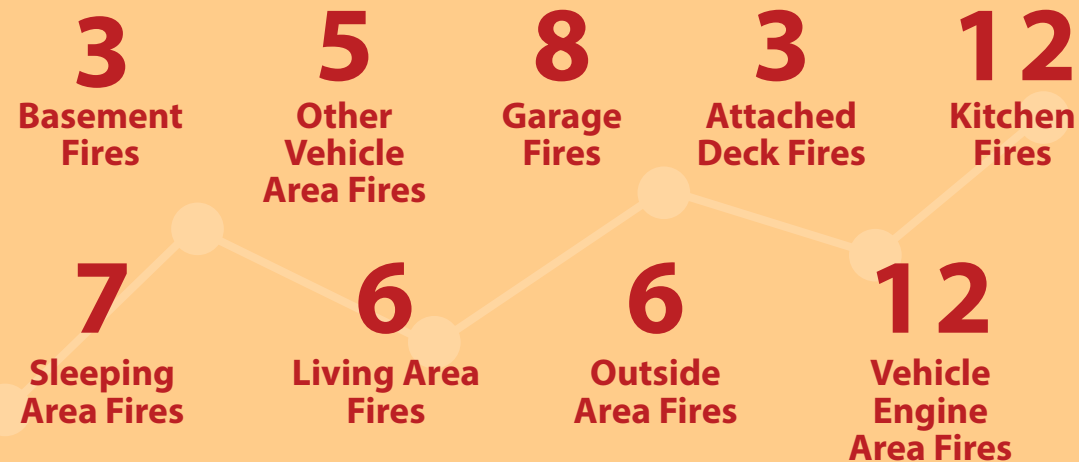 3
Basement
Fires
5
Other
Vehicle
Area Fires
8
Garage
Fires
3
Attached
Deck Fires
12
Kitchen
Fires
7
Sleeping
Area Fires
6
Living Area
Fires
6
Outside
Area Fires
12
Vehicle
Engine
Area Fires